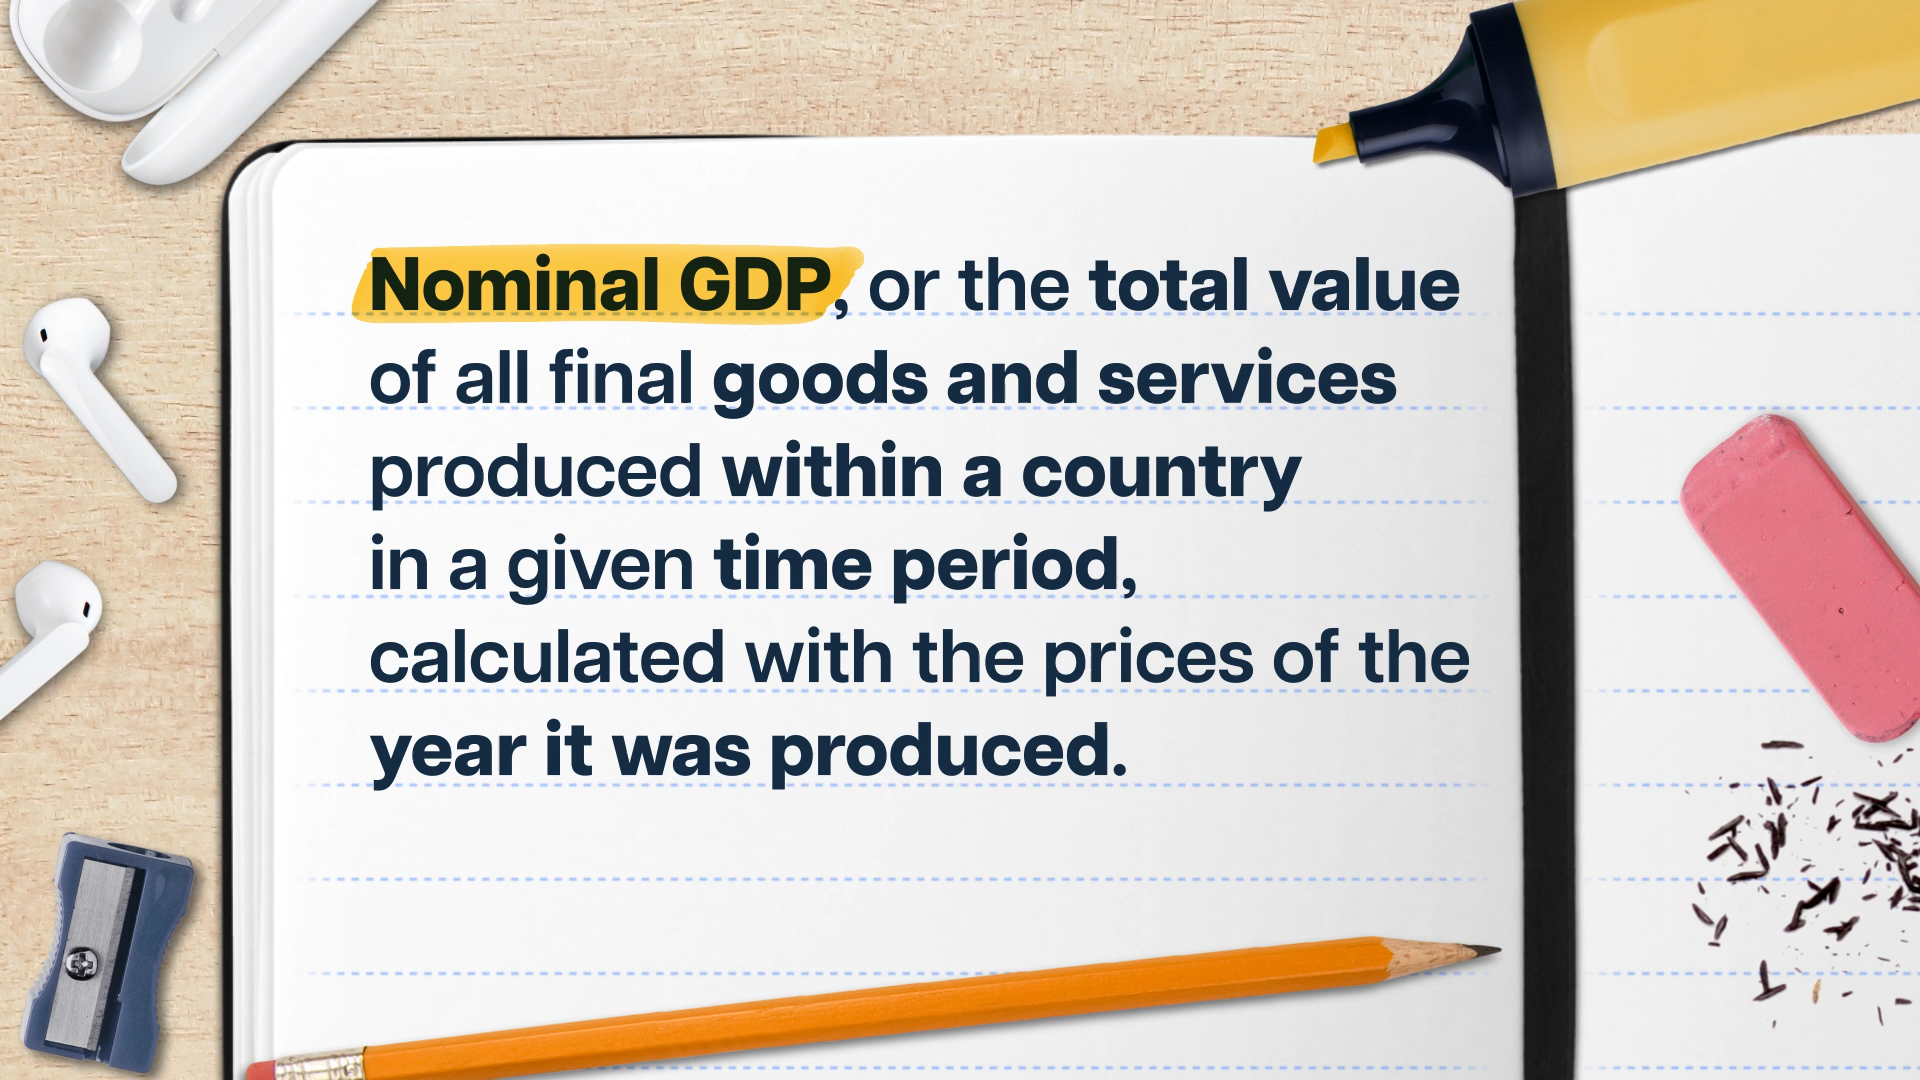 Nominal GDP, or the total value
of all final goods and services
produced within a country
in a given time period,
calculated with the prices of the
year it was produced.